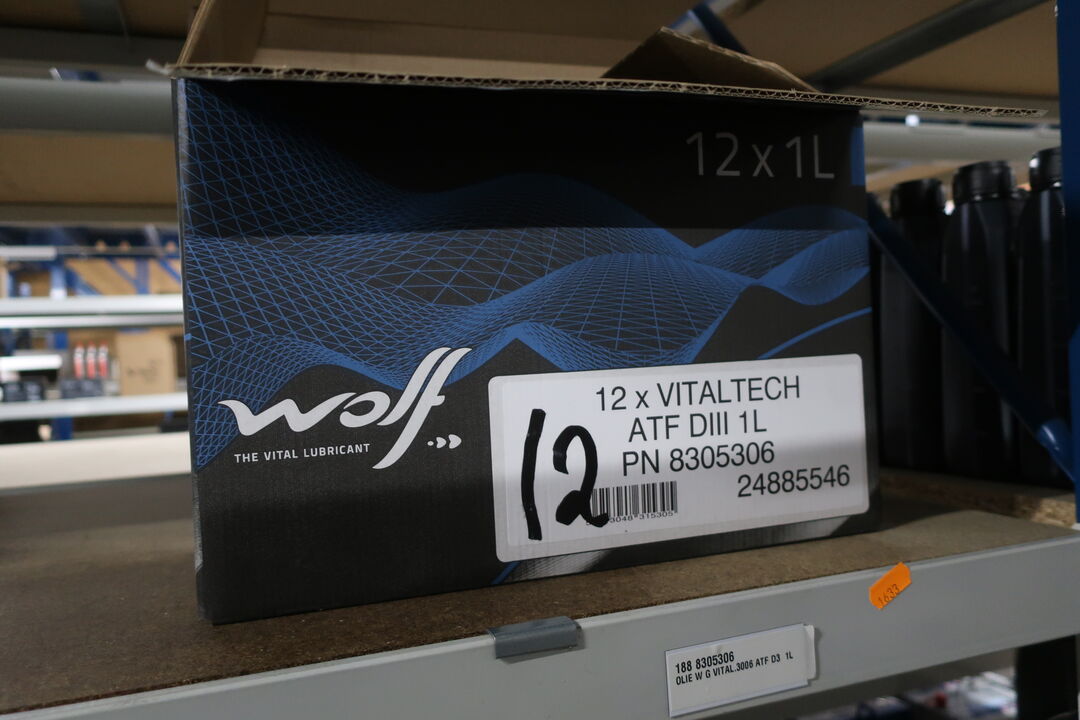 12 x 1L
wolf
THE VITAL LUBRICANT
12 x VITALTECH
ATF DIII 1L
PN 8305306
24885546
12
1633
188 8305306
OLIE W G VITAL.3006 ATF D3 1L